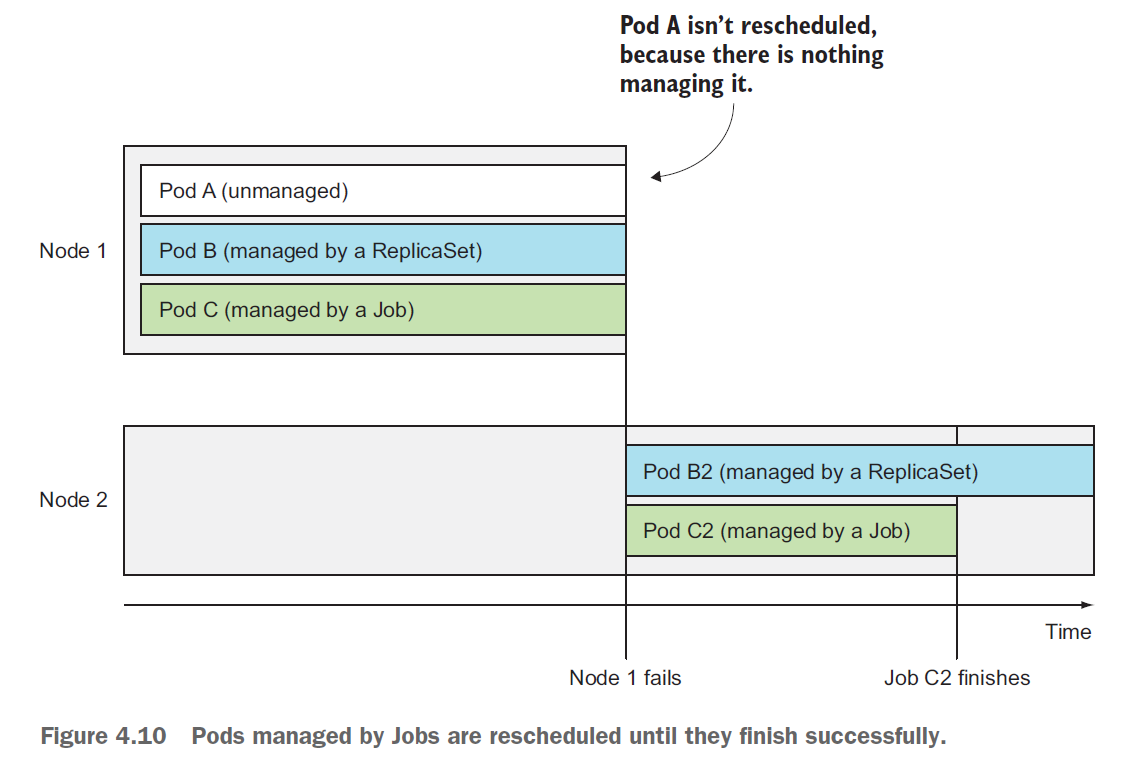 Pod A isn’t rescheduled,
because there is nothing
managing it.
Node 1
Pod A (unmanaged)
Pod B (managed by a ReplicaSet)
Pod C (managed by a Job)
Node 2
Pod B2 (managed by a ReplicaSet)
Pod C2 (managed by a Job)
Time
Node 1 fails
Job C2 finishes
Figure 4.10 Pods managed by Jobs are rescheduled until they finish successfully.